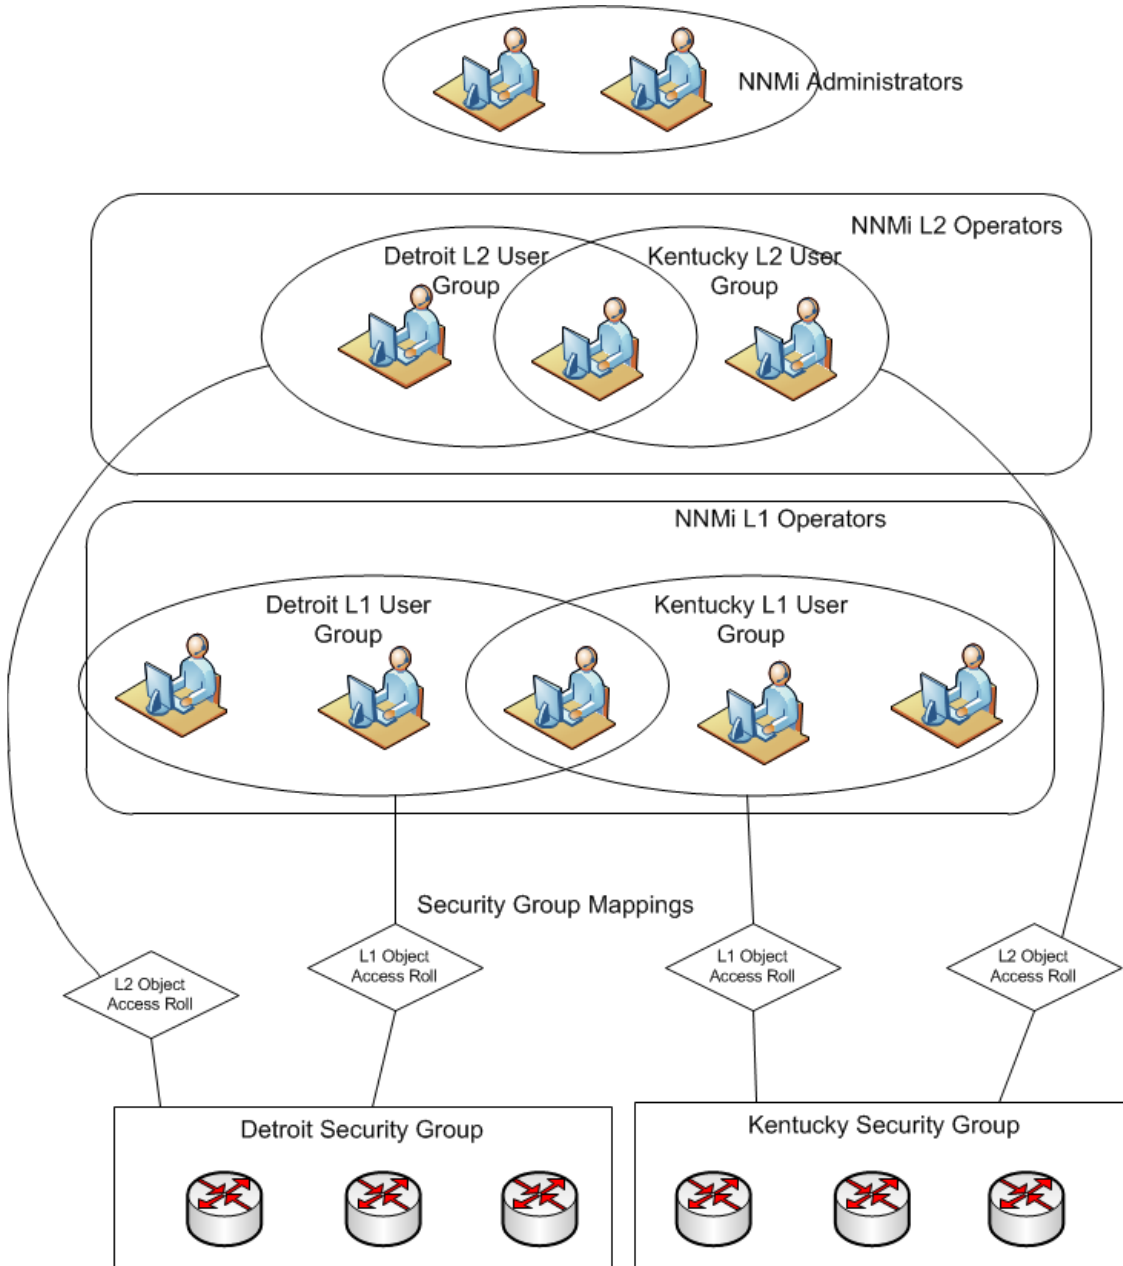 NNMi Administrators
NNMi L2 Operators
Detroit L2 User
Group
Kentucky L2 User
Group
NNMi L1 Operators
Detroit L1 User
Group
Kentucky L1 User
Group
Security Group Mappings
L2 Object
Access Roll
L1 Object
Access Roll
L1 Object
Access Roll
L2 Object
Access Roll
Detroit Security Group
Kentucky Security Group